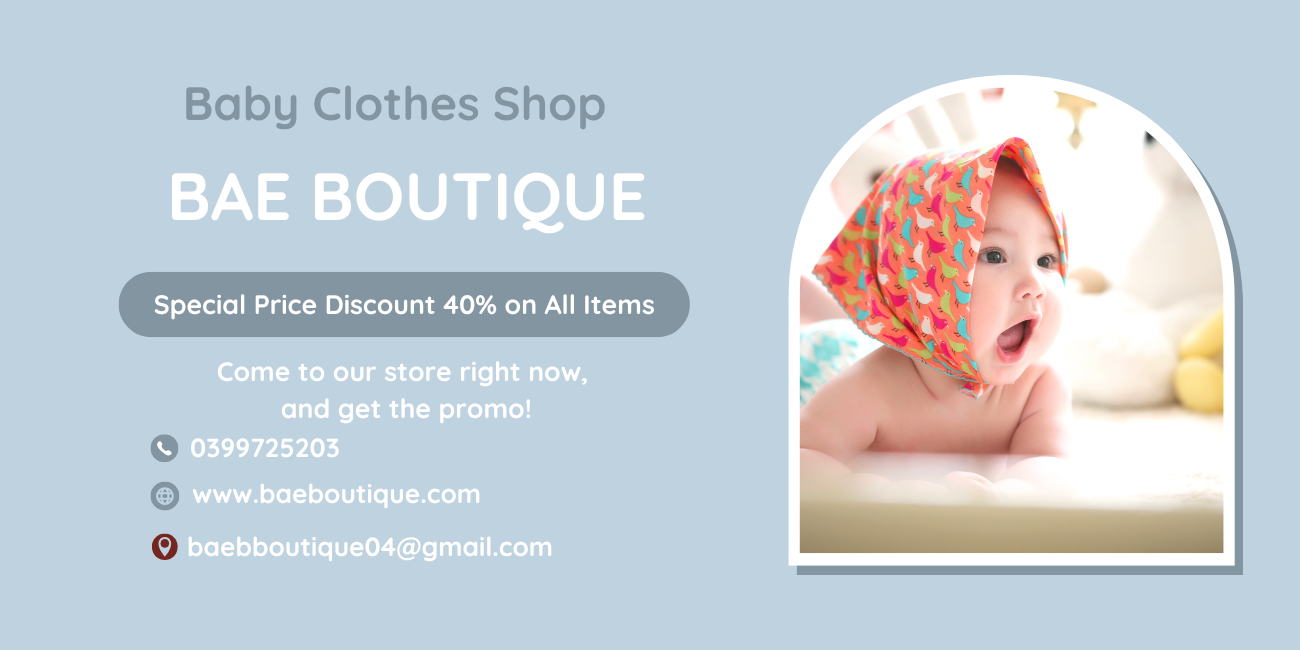 Baby Clothes Shop
BAE BOUTIQUE
Special Price Discount 40% on All Items
Come to our store right now,
and get the promo!
0399725203
www.baeboutique.com
baebboutique04@gmail.com